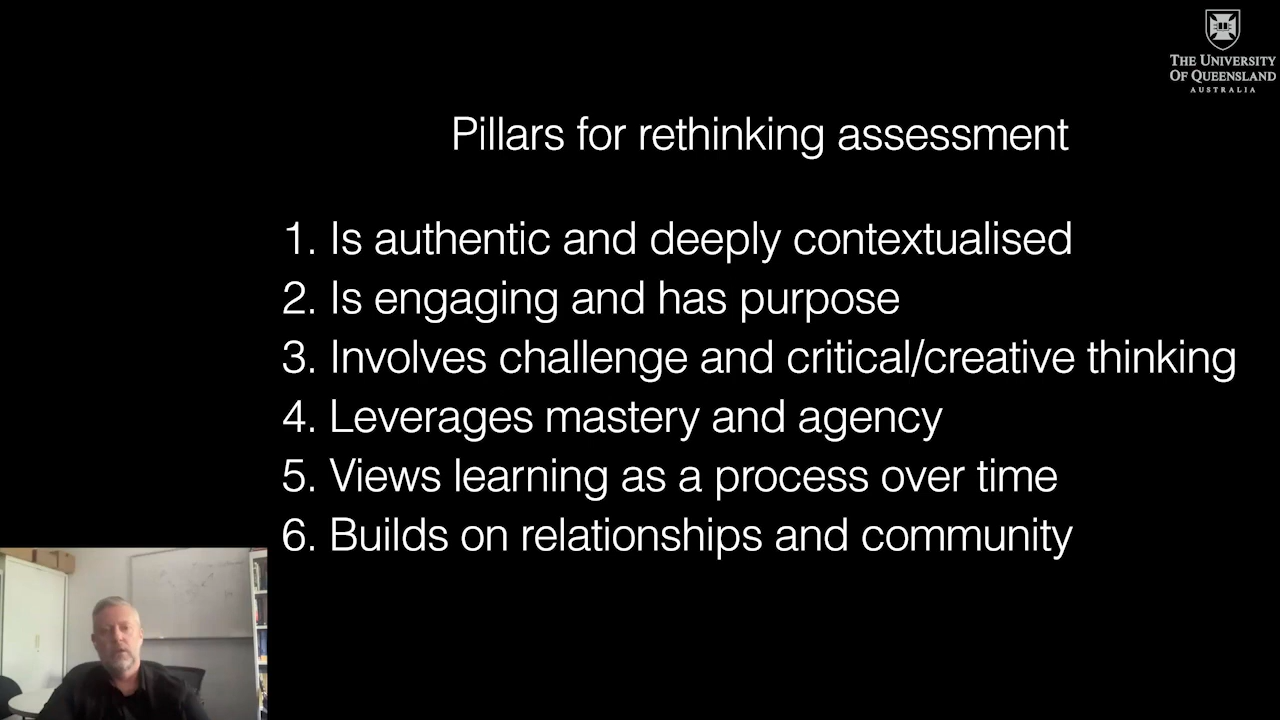 THE UNIVERSITY
OF QUEENSLAND
AUSTRALIA
Pillars for rethinking assessment
1. Is authentic and deeply contextualised
2. Is engaging and has purpose
3. Involves challenge and critical/creative thinking
4. Leverages mastery and agency
5. Views learning as a process over time
6. Builds on relationships and community